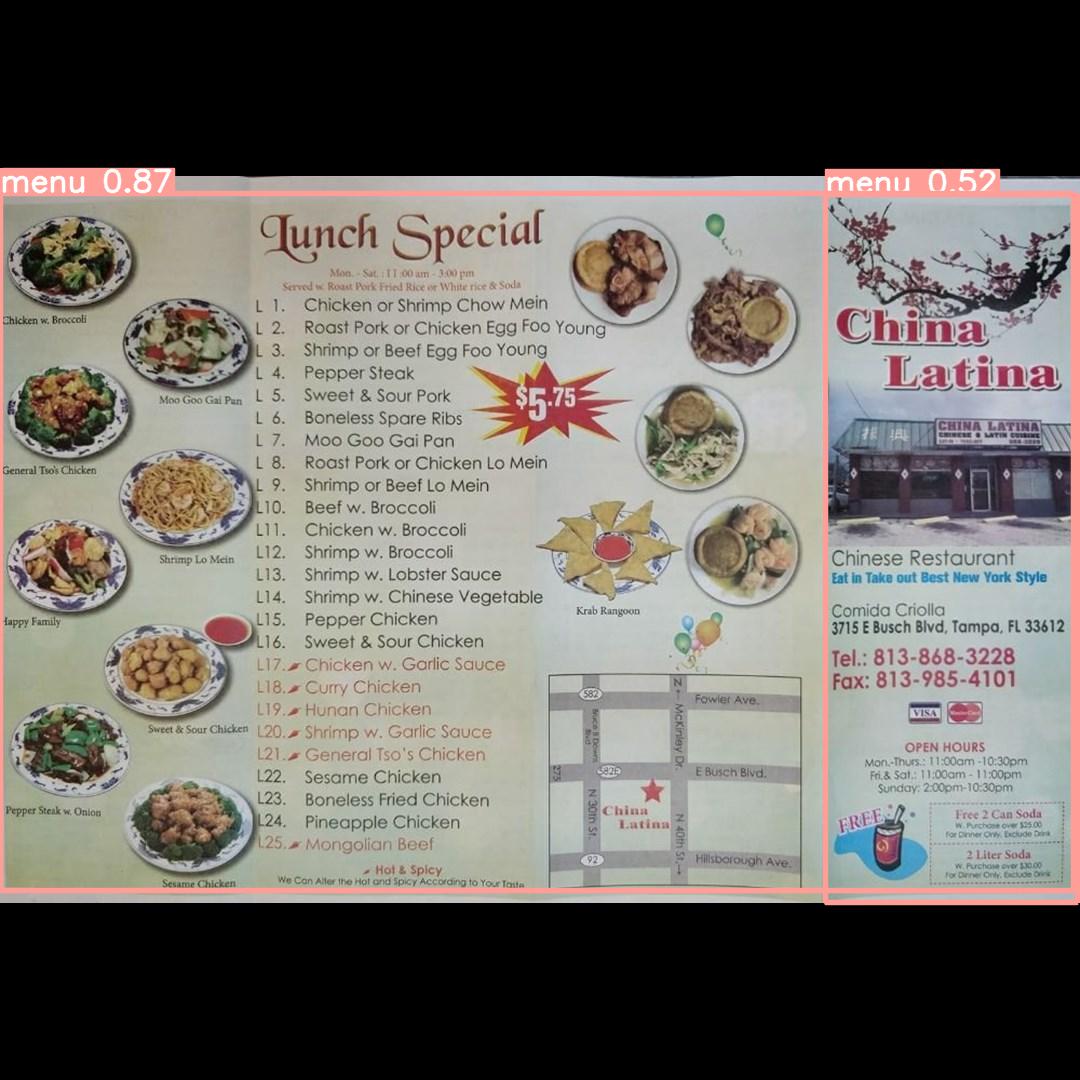 menu 0.87
menu 0.52
Lunch Special
Mon. - Sat. : 11:00 am - 3:00 pm
Served w. Roast Pork Fried Rice or White rice & Soda
L 1. Chicken or Shrimp Chow Mein
L 2. Roast Pork or Chicken Egg Foo Young
L 3. Shrimp or Beef Egg Foo Young
L 4. Pepper Steak
L 5. Sweet & Sour Pork
L 6. Boneless Spare Ribs
L 7. Moo Goo Gai Pan
L 8. Roast Pork or Chicken Lo Mein
L 9. Shrimp or Beef Lo Mein
L10. Beef w. Broccoli
L11. Chicken w. Broccoli
L12. Shrimp w. Broccoli
L13. Shrimp w. Lobster Sauce
L14. Shrimp w. Chinese Vegetable
L15. Pepper Chicken
L16. Sweet & Sour Chicken
L17. Chicken w. Garlic Sauce
L18. Curry Chicken
L19. Hunan Chicken
L20. Shrimp w. Garlic Sauce
L21. General Tso's Chicken
L22. Sesame Chicken
L23. Boneless Fried Chicken
L24. Pineapple Chicken
L25. Mongolian Beef
Hot & Spicy
We Can Alter the Hot and Spicy According to Your Taste
$5.75
Chicken w. Broccoli
Moo Goo Gai Pan
General Tso's Chicken
Shrimp Lo Mein
Happy Family
Sweet & Sour Chicken
Pepper Steak w. Onion
Sesame Chicken
Krab Rangoon
582
N
Fowler Ave.
Bruce B Downs Blvd
McKinley Dr.
275
582E
E Busch Blvd.
China
Latina
N 30th St.
N 40th St.
92
Hillsborough Ave.
China
Latina
CHINA LATINA
CHINESE & LATIN CUISINE
Chinese Restaurant
Eat in Take out Best New York Style
Comida Criolla
3715 E Busch Blvd, Tampa, FL 33612
Tel.: 813-868-3228
Fax: 813-985-4101
VISA MasterCard
OPEN HOURS
Mon.-Thurs.: 11:00am -10:30pm
Fri.& Sat.: 11:00am - 11:00pm
Sunday: 2:00pm-10:30pm
FREE
Free 2 Can Soda
W. Purchase over $25.00
For Dinner Only, Exclude Drink
2 Liter Soda
W. Purchase over $30.00
For Dinner Only, Exclude Drink